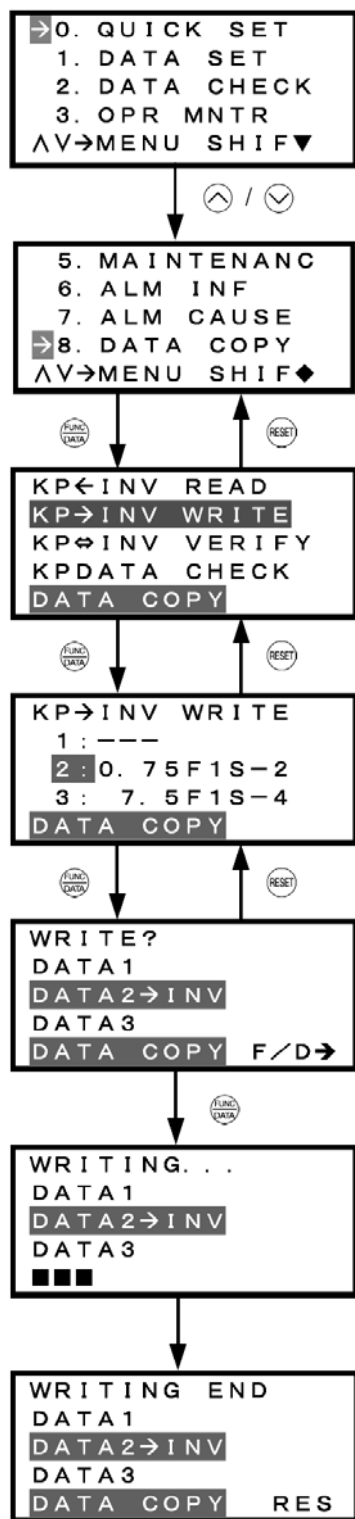 →0. QUICK SET
1. DATA SET
2. DATA CHECK
3. OPR MNTR
∧∨→MENU SHIF▼
/
5. MAINTENANC
6. ALM INF
7. ALM CAUSE
→8. DATA COPY
∧∨→MENU SHIF◆
FUNC
DATA
RESET
KP←INV READ
KP→INV WRITE
KP⇔INV VERIFY
KPDATA CHECK
DATA COPY
FUNC
DATA
RESET
KP→INV WRITE
1:---
2:0. 75F1S-2
3: 7. 5F1S-4
DATA COPY
FUNC
DATA
RESET
WRITE?
DATA1
DATA2→INV
DATA3
DATA COPY F/D→
FUNC
DATA
WRITING...
DATA1
DATA2→INV
DATA3
■■■
WRITING END
DATA1
DATA2→INV
DATA3
DATA COPY RES